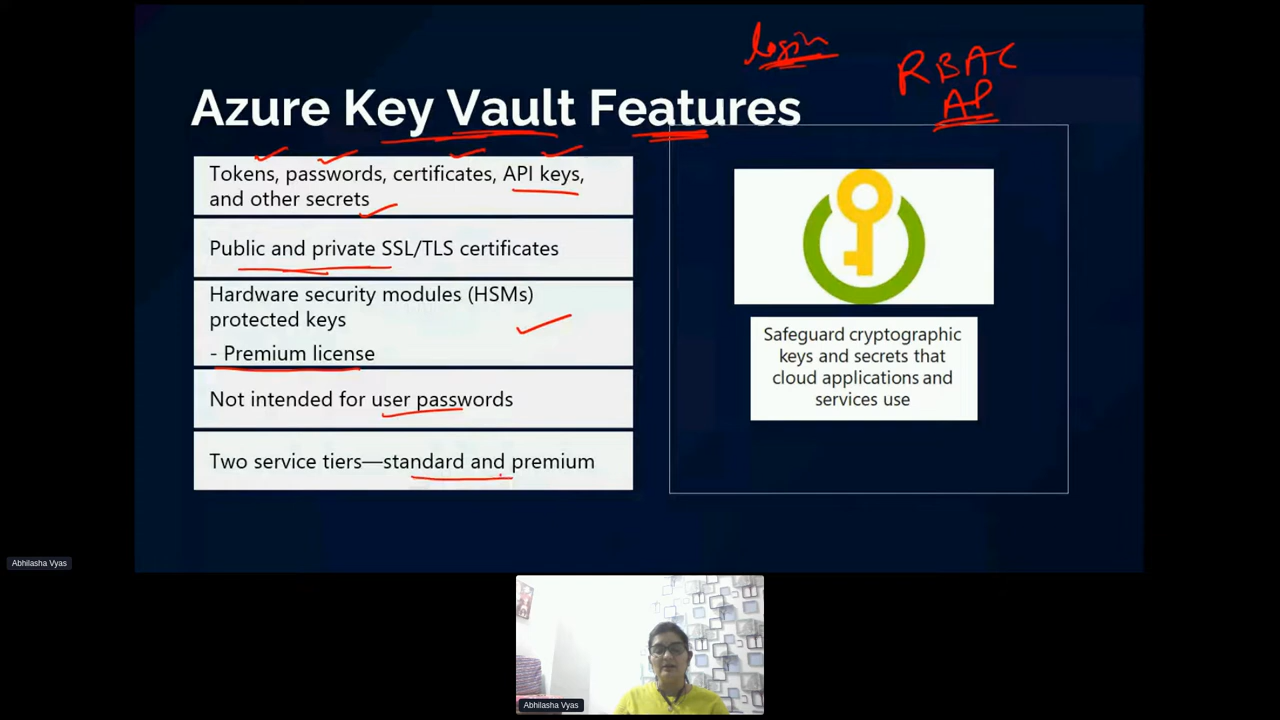 login
RBAC
AP
Azure Key Vault Features
Tokens, passwords, certificates, API keys,
and other secrets
Public and private SSL/TLS certificates
Hardware security modules (HSMs)
protected keys
- Premium license
Not intended for user passwords
Two service tiers—standard and premium
Safeguard cryptographic
keys and secrets that
cloud applications and
services use
Abhilasha Vyas
Abhilasha Vyas